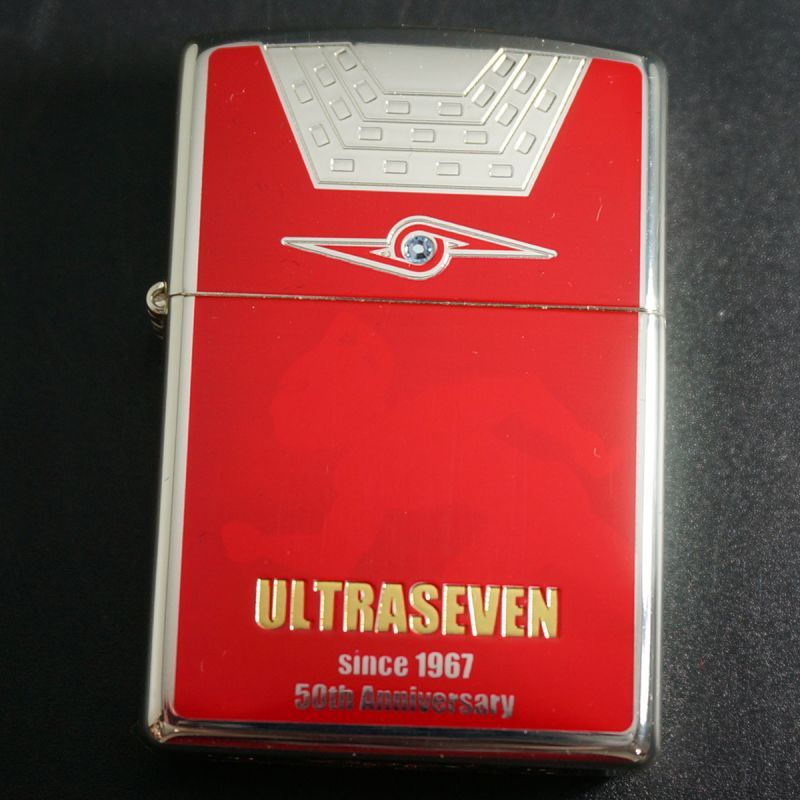 ULTRASEVEN
since 1967
50th Anniversary